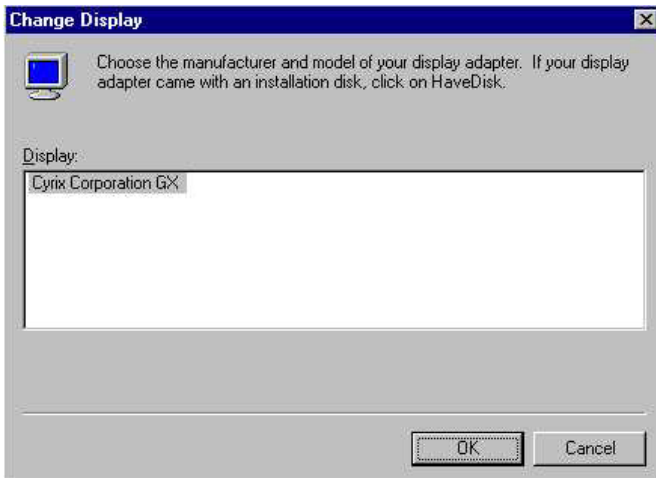 Change Display
Choose the manufacturer and model of your display adapter.  If your display
adapter came with an installation disk, click on HaveDisk.
Display:
Cyrix Corporation GX
OK
Cancel